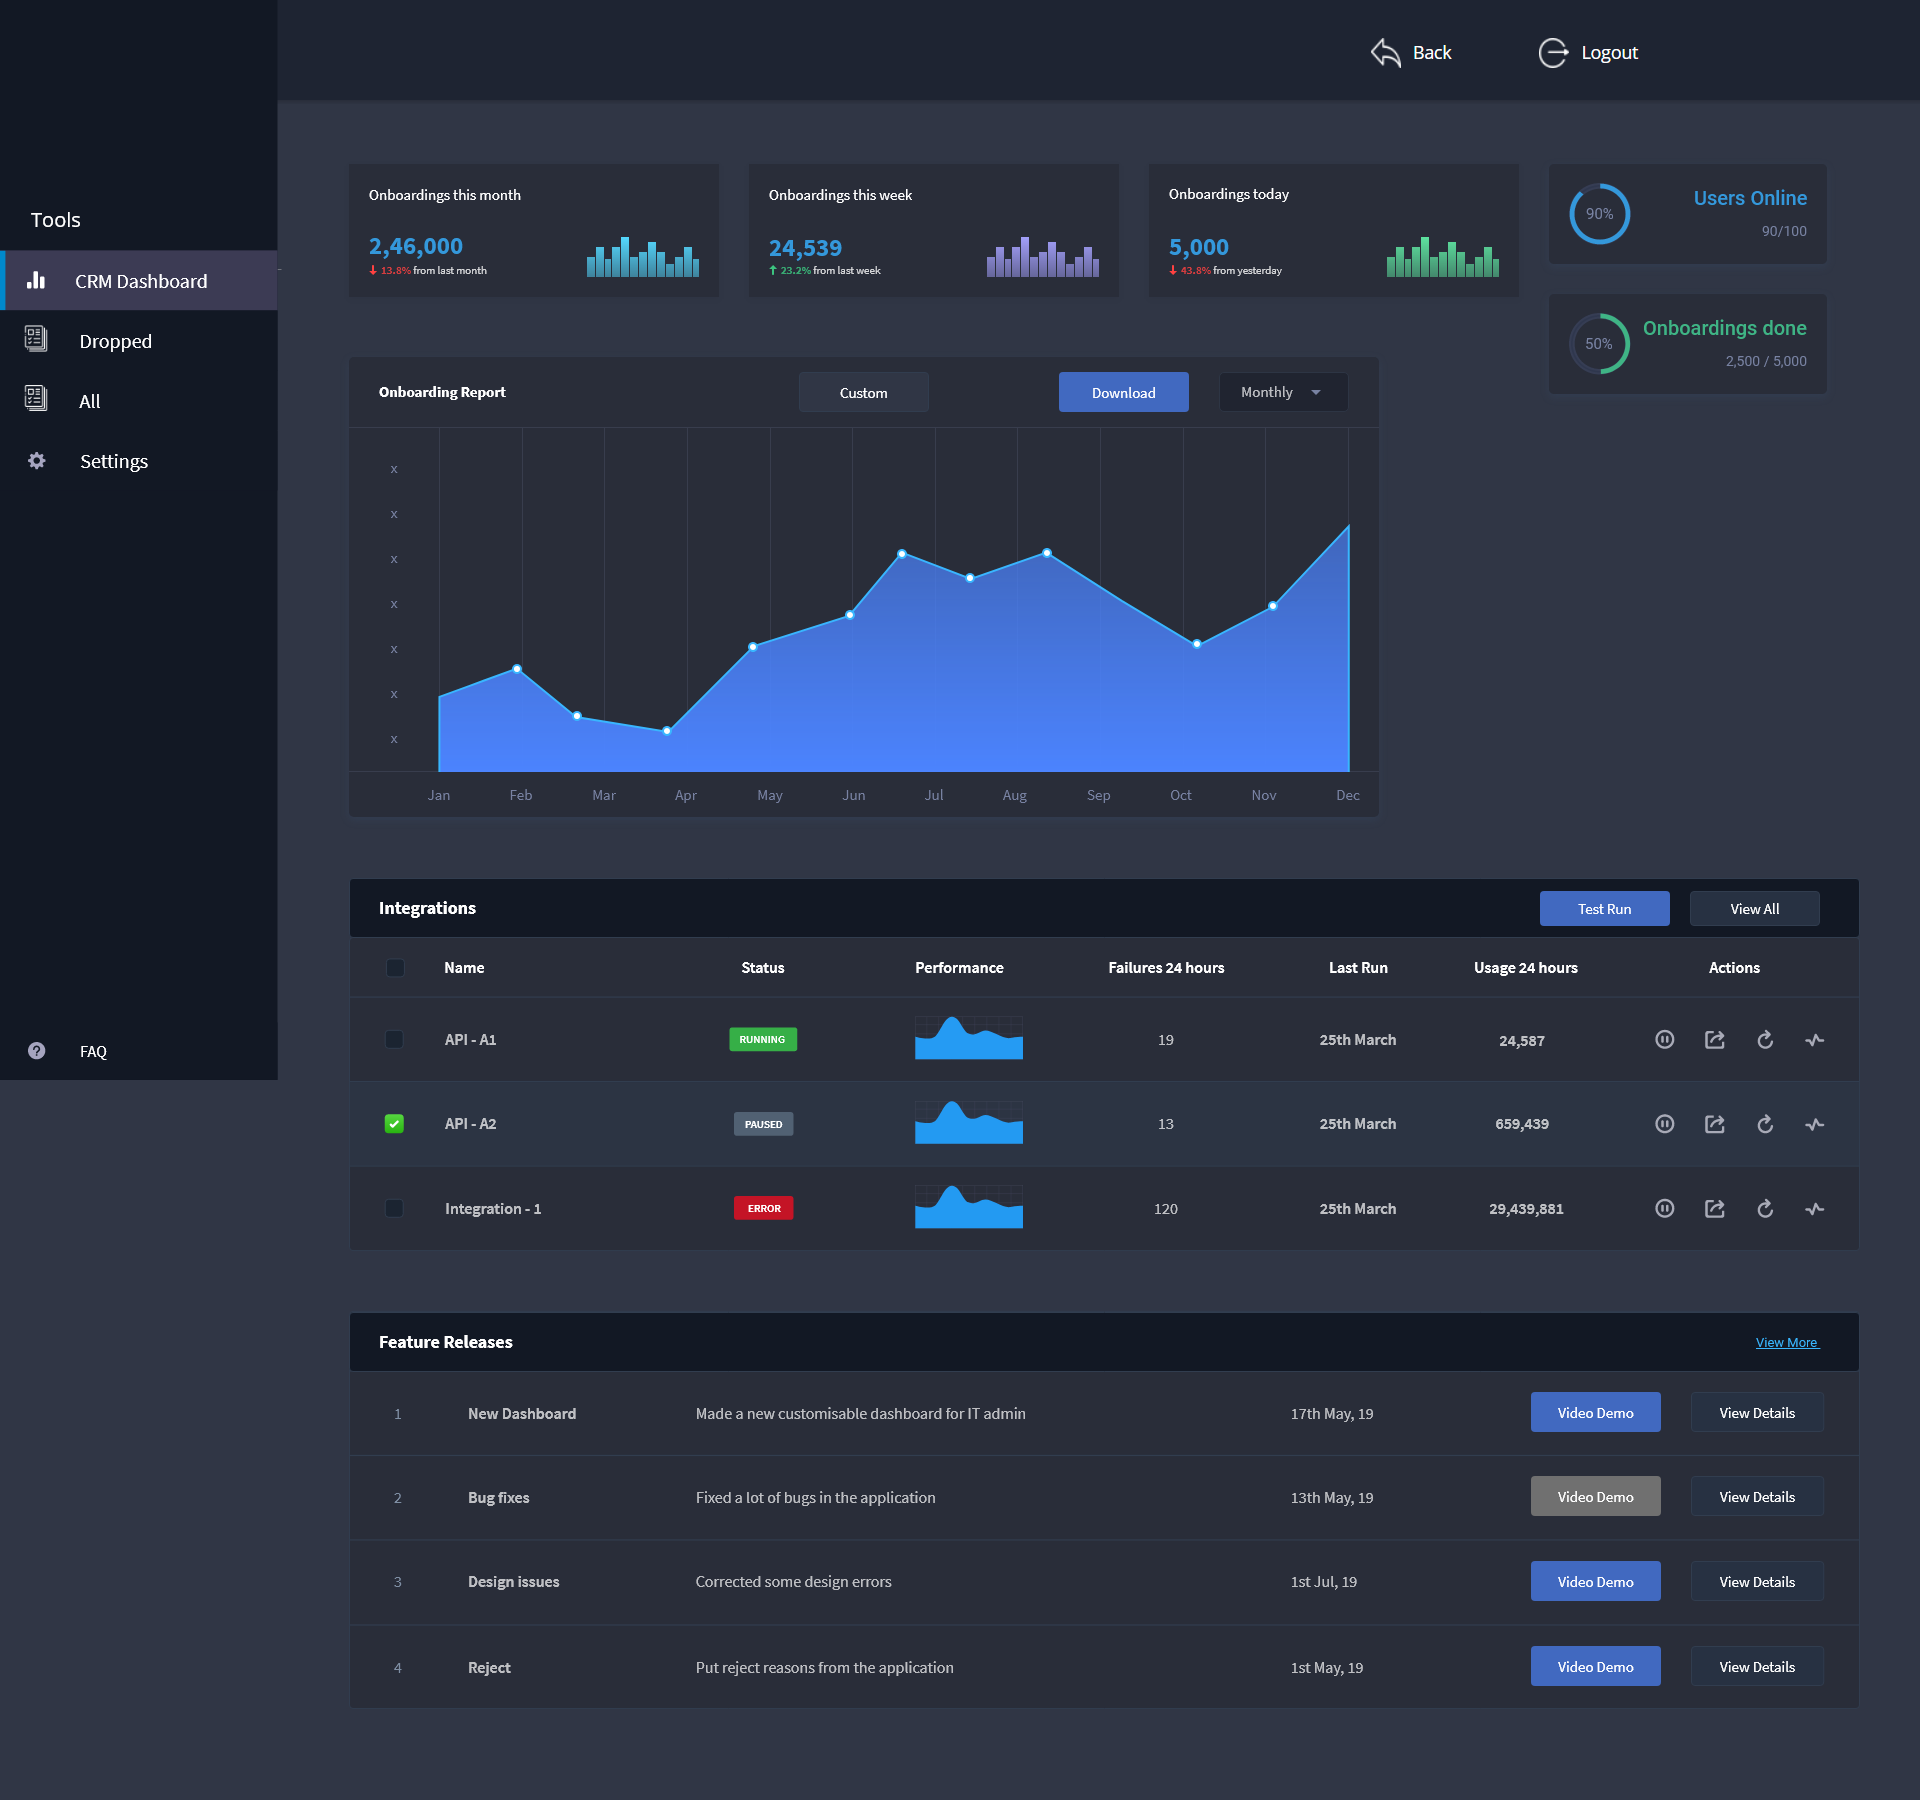 Back
Logout
Tools
CRM Dashboard
Dropped
All
Settings
FAQ
Onboardings this month
2,46,000
13.8% from last month
Onboardings this week
24,539
23.2% from last week
Onboardings today
5,000
43.8% from yesterday
90%
Users Online
90/100
50%
Onboardings done
2,500 / 5,000
Onboarding Report
Custom
Download
Monthly
x
x
x
x
x
x
x
Jan Feb Mar Apr May Jun Jul Aug Sep Oct Nov Dec
Integrations
Test Run
View All
Name Status Performance Failures 24 hours Last Run Usage 24 hours Actions
API - A1 RUNNING 19 25th March 24,587
API - A2 PAUSED 13 25th March 659,439
Integration - 1 ERROR 120 25th March 29,439,881
Feature Releases
View More
1 New Dashboard Made a new customisable dashboard for IT admin 17th May, 19 Video Demo View Details
2 Bug fixes Fixed a lot of bugs in the application 13th May, 19 Video Demo View Details
3 Design issues Corrected some design errors 1st Jul, 19 Video Demo View Details
4 Reject Put reject reasons from the application 1st May, 19 Video Demo View Details